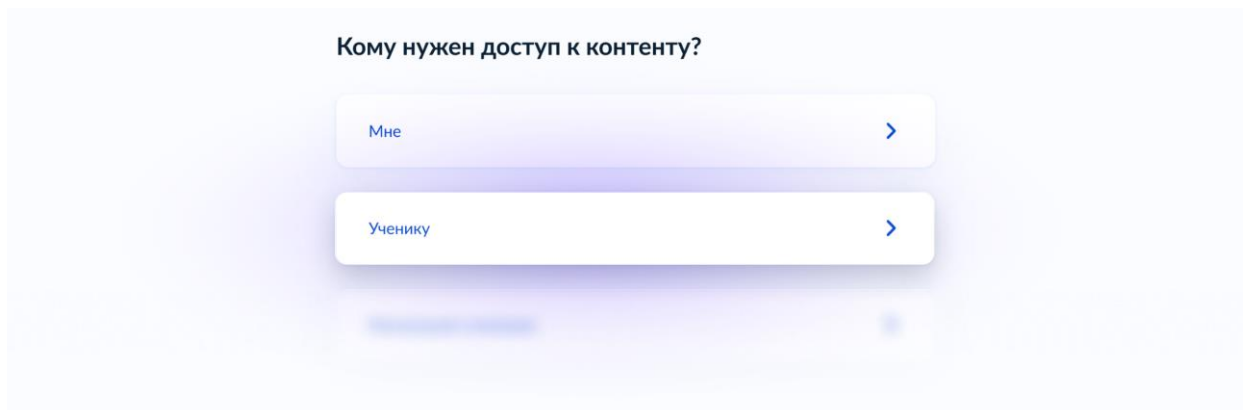 Кому нужен доступ к контенту?
Мне
Ученику